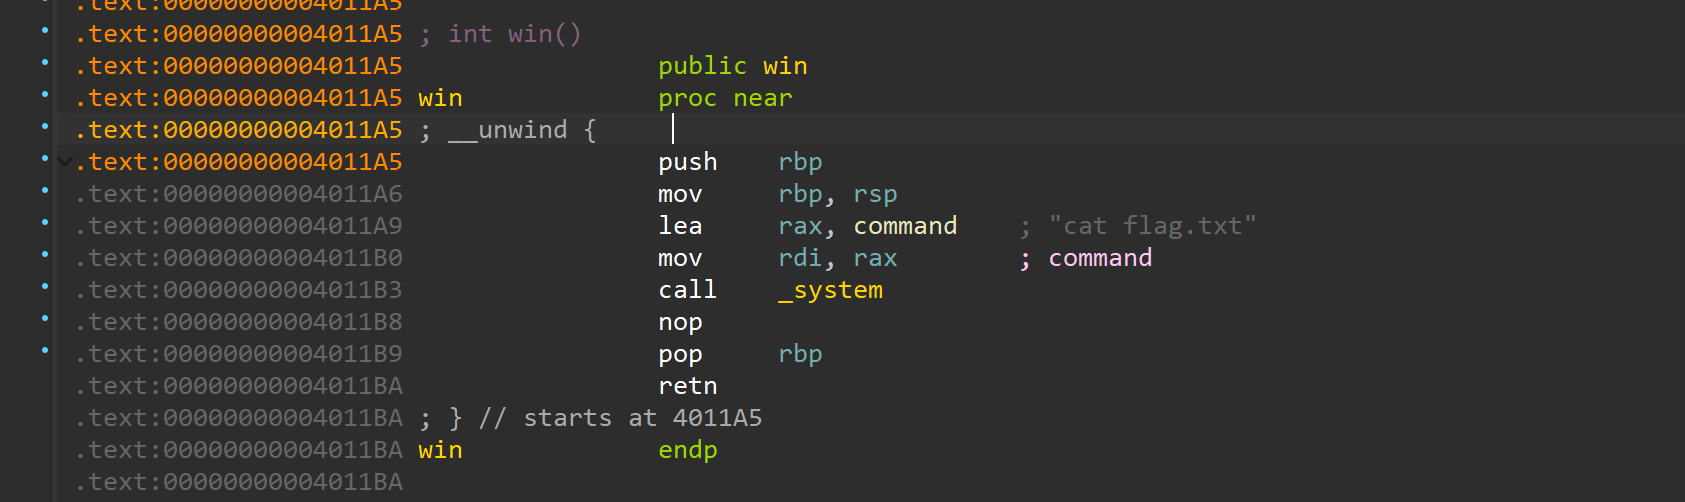 .text:00000000004011A5
.text:00000000004011A5 ; int win()
.text:00000000004011A5 public win
.text:00000000004011A5 win proc near
.text:00000000004011A5 ; __unwind {
.text:00000000004011A5 push rbp
.text:00000000004011A6 mov rbp, rsp
.text:00000000004011A9 lea rax, command ; "cat flag.txt"
.text:00000000004011B0 mov rdi, rax ; command
.text:00000000004011B3 call _system
.text:00000000004011B8 nop
.text:00000000004011B9 pop rbp
.text:00000000004011BA retn
.text:00000000004011BA ; } // starts at 4011A5
.text:00000000004011BA win endp
.text:00000000004011BA